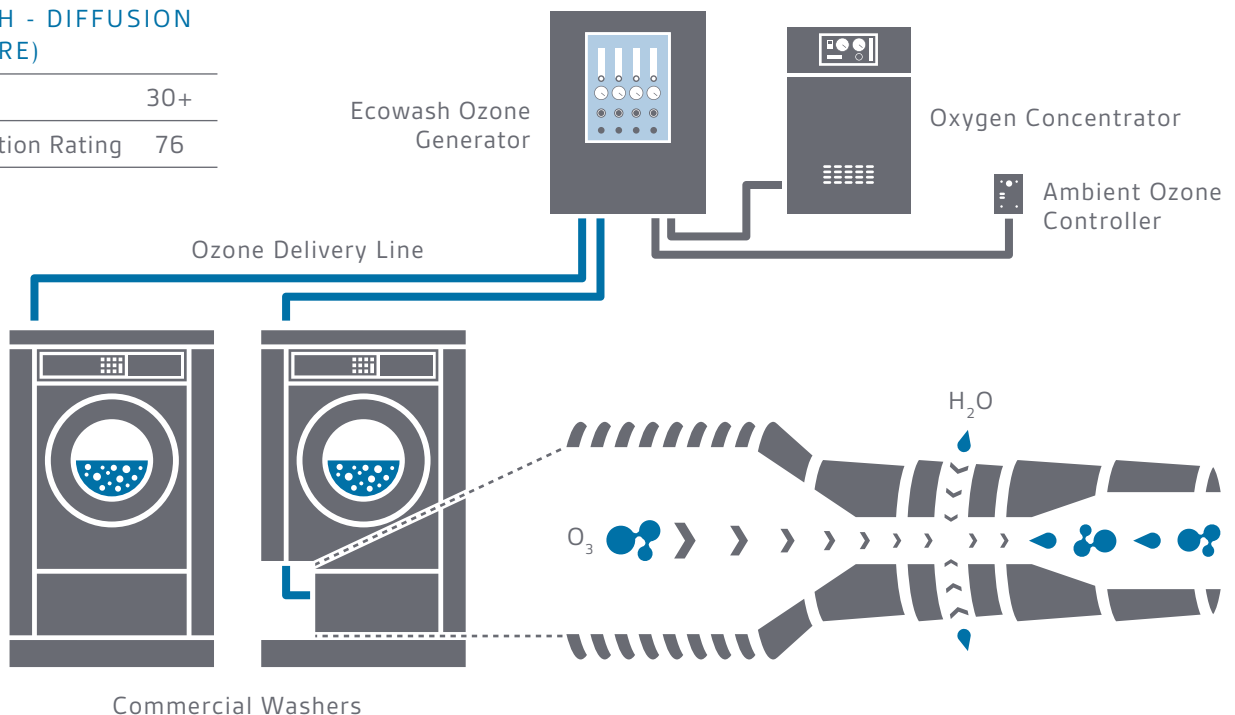 H - DIFFUSION
RE)
30+
tion Rating 76
Ecowash Ozone
Generator
Oxygen Concentrator
Ambient Ozone
Controller
Ozone Delivery Line
H₂O
O₃
Commercial Washers